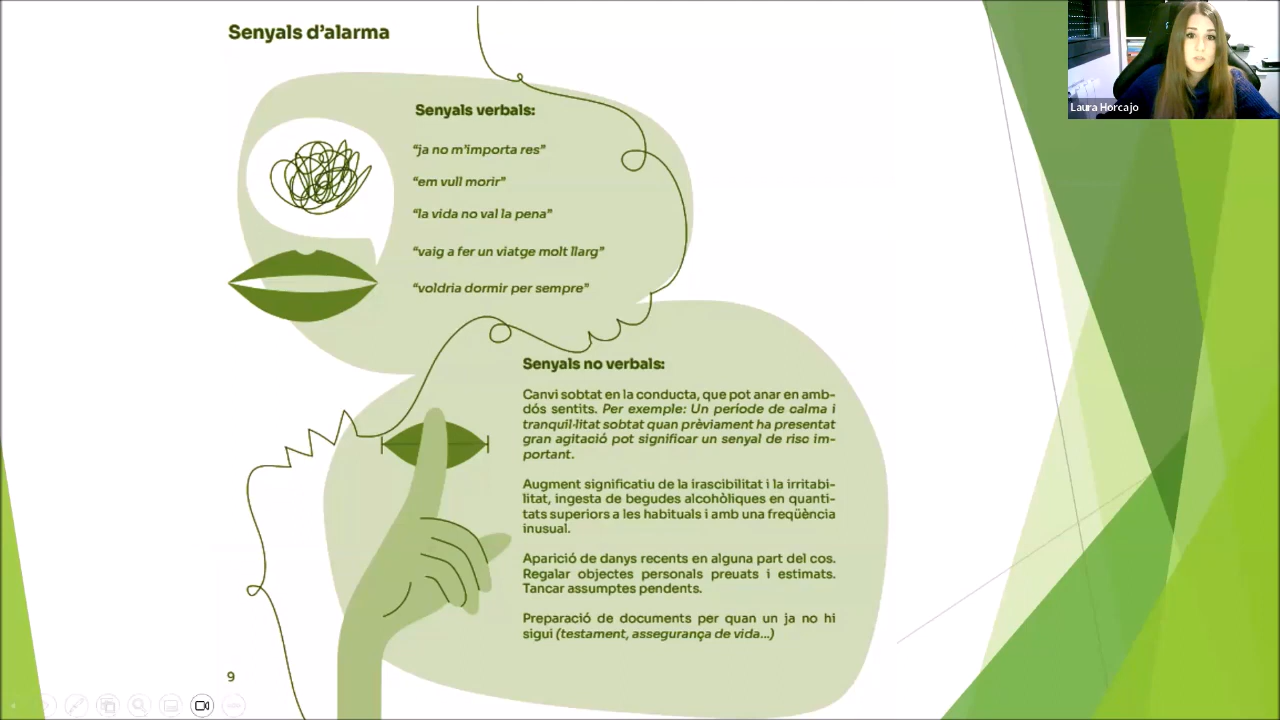 Senyals d'alarma
Laura Horcajo
Senyals verbals:
“ja no m'importa res”
“em vull morir”
“la vida no val la pena”
“vaig a fer un viatge molt llarg”
“voldria dormir per sempre”
Senyals no verbals:
Canvi sobtat en la conducta, que pot anar en amb-
dós sentits. Per exemple: Un període de calma i
tranquil·litat sobtat quan prèviament ha presentat
gran agitació pot significar un senyal de risc im-
portant.
Augment significatiu de la irascibilitat i la irritabi-
litat, ingesta de begudes alcohòliques en quanti-
tats superiors a les habituals i amb una freqüència
inusual.
Aparició de danys recents en alguna part del cos.
Regalar objectes personals preuats i estimats.
Tancar assumptes pendents.
Preparació de documents per quan un ja no hi
sigui (testament, assegurança de vida...)
9